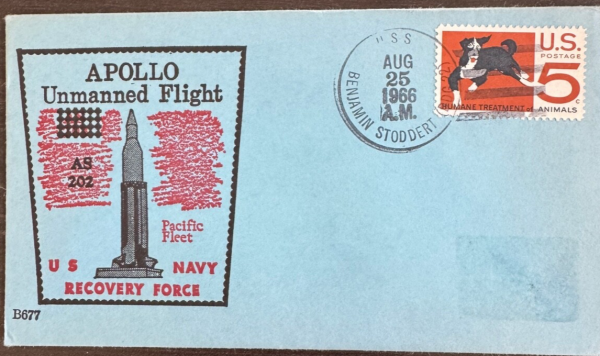 APOLLO
Unmanned Flight
AS
202
Pacific
Fleet
U S NAVY
RECOVERY FORCE
B677
USS
BENJAMIN STODDERT
AUG
25
1966
A.M.
U.S.
POSTAGE
5c
HUMANE TREATMENT of ANIMALS